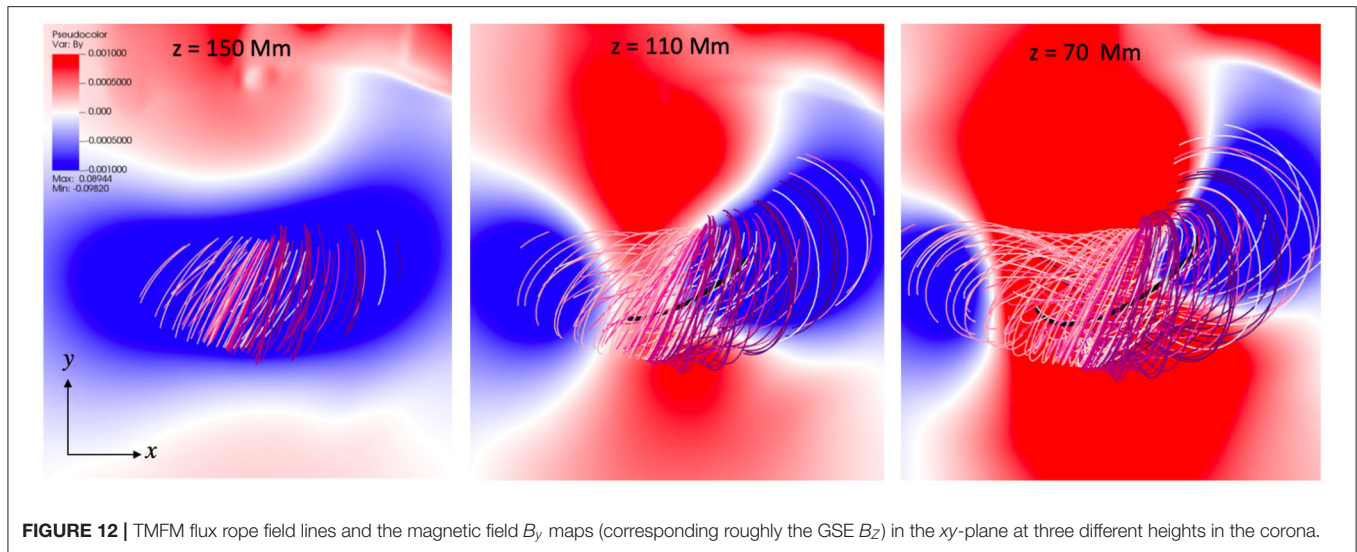 Pseudocolor
Var: By
0.001000
0.0005000
0.000
-0.0005000
-0.001000
Max: 0.08944
Min: -0.09820
z = 150 Mm
z = 110 Mm
z = 70 Mm
y
x
FIGURE 12 | TMFM flux rope field lines and the magnetic field By maps (corresponding roughly the GSE BZ) in the xy-plane at three different heights in the corona.